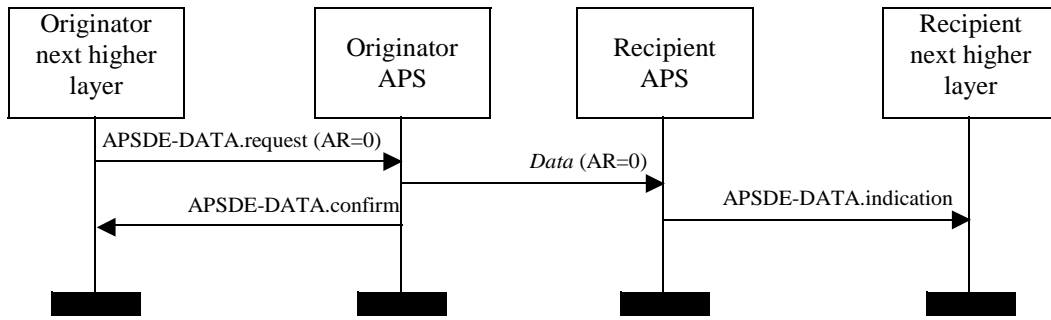 Originator
next higher
layer
Originator
APS
Recipient
APS
Recipient
next higher
layer
APSDE-DATA.request (AR=0)
Data (AR=0)
APSDE-DATA.confirm
APSDE-DATA.indication